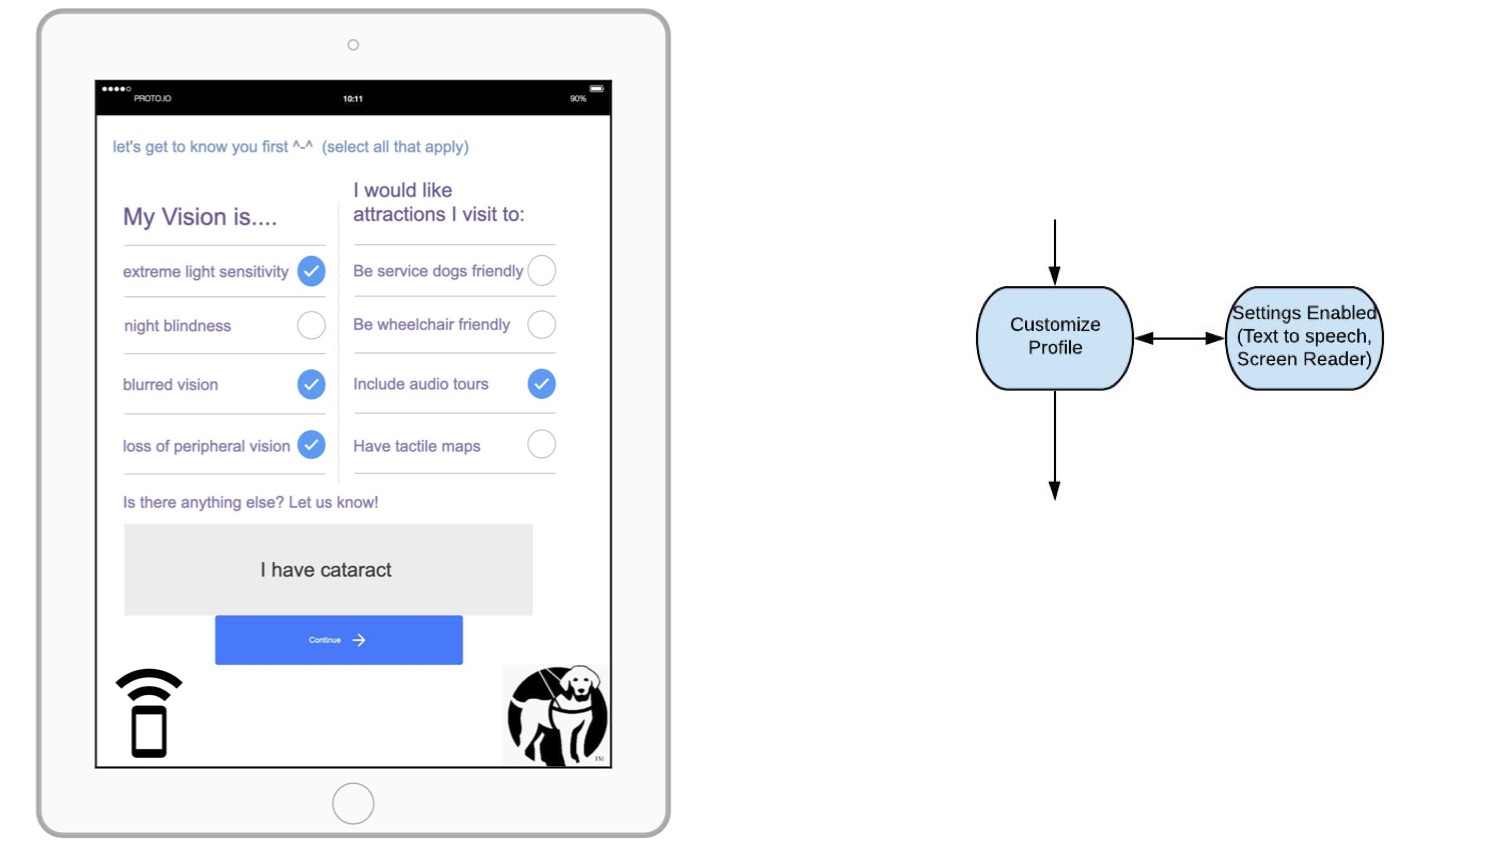 PROTO.IO
10:11
90%
let's get to know you first ^-^ (select all that apply)
My Vision is....
extreme light sensitivity
night blindness
blurred vision
loss of peripheral vision
I would like
attractions I visit to:
Be service dogs friendly
Be wheelchair friendly
Include audio tours
Have tactile maps
Is there anything else? Let us know!
I have cataract
Continue
TM
Customize
Profile
Settings Enabled
(Text to speech,
Screen Reader)